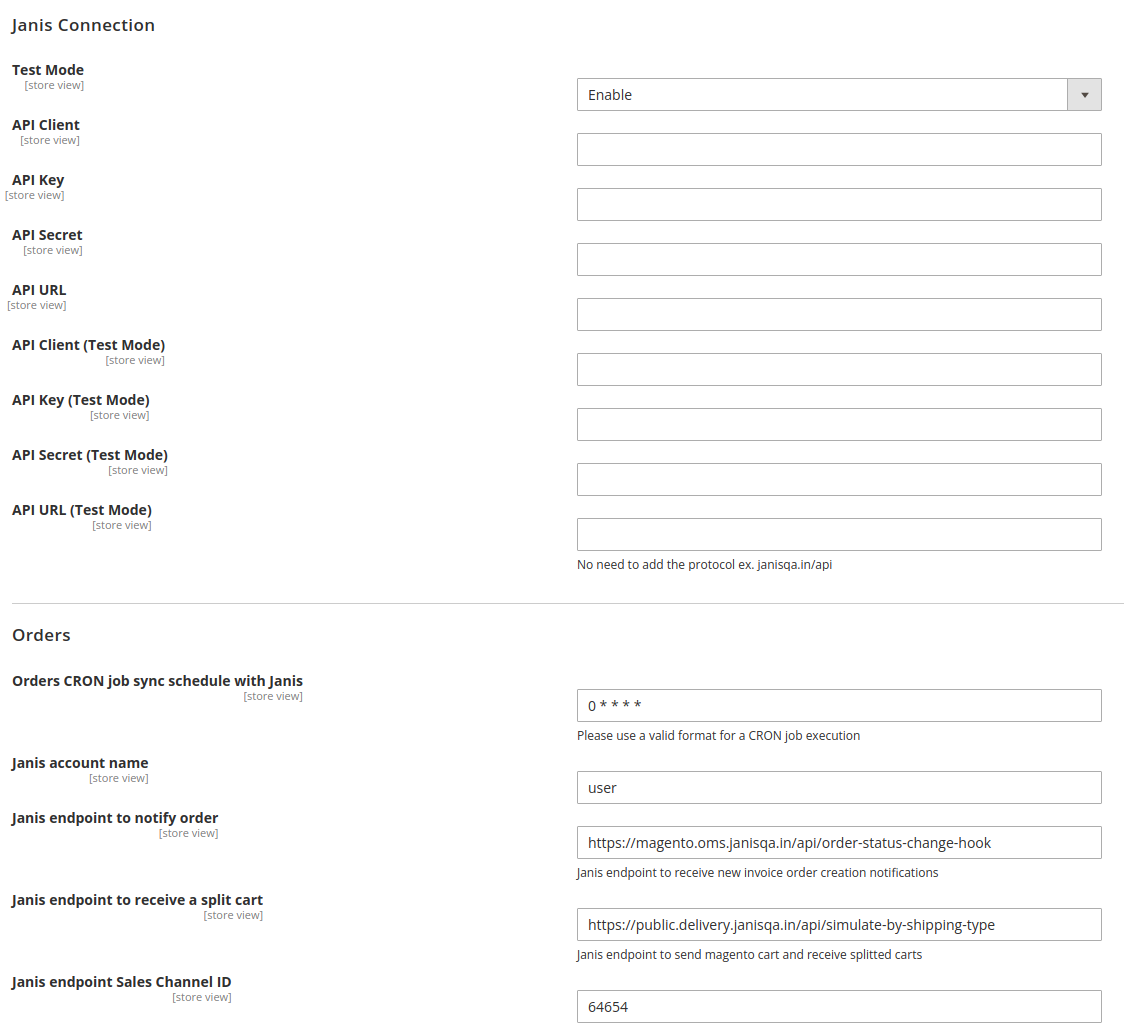 Janis Connection
Test Mode
[store view]
Enable
API Client
[store view]
API Key
[store view]
API Secret
[store view]
API URL
[store view]
API Client (Test Mode)
[store view]
API Key (Test Mode)
[store view]
API Secret (Test Mode)
[store view]
API URL (Test Mode)
[store view]
No need to add the protocol ex. janisqa.in/api
Orders
Orders CRON job sync schedule with Janis
[store view]
0 * * * *
Please use a valid format for a CRON job execution
Janis account name
[store view]
user
Janis endpoint to notify order
[store view]
https://magento.oms.janisqa.in/api/order-status-change-hook
Janis endpoint to receive new invoice order creation notifications
Janis endpoint to receive a split cart
[store view]
https://public.delivery.janisqa.in/api/simulate-by-shipping-type
Janis endpoint to send magento cart and receive splitted carts
Janis endpoint Sales Channel ID
[store view]
64654